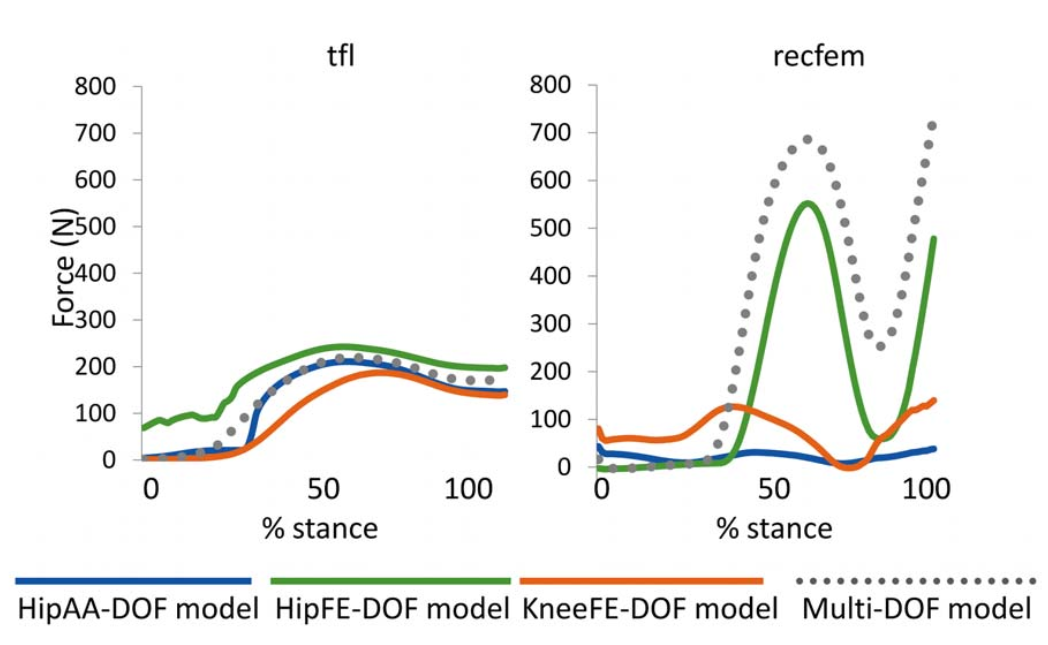 tfl
800
700
600
500
400
300
200
100
0
Force (N)
0 50 100
% stance
recfem
800
700
600
500
400
300
200
100
0
0 50 100
% stance
HipAA-DOF model HipFE-DOF model KneeFE-DOF model Multi-DOF model